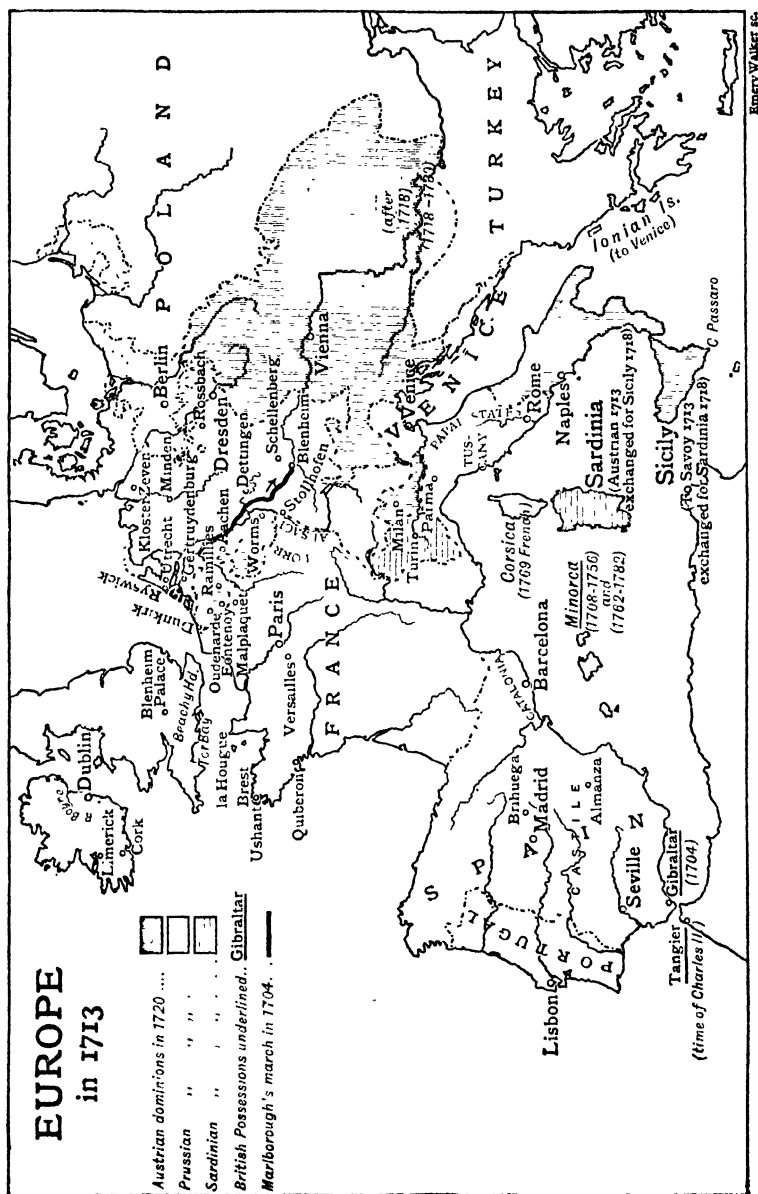 EUROPE
in 1713
Austrian dominions in 1720 ....
Prussian ,, ,, ,, .
Sardinian ,, ,, ,, .
British Possessions underlined.. Gibraltar
Marlborough's march in 1704..
Dublin
Boyne
R
Limerick
Cork
Blenheim
Palace
Beachy Hd.
Tor Bay
la Hougue
Brest
Ushant
Quiberon
Versailles
Paris
FRANCE
Dunkirk
Ryswick
Oudenarde
Fontenoy
Malplaquet
Ramillies
Gertruydenburg
Utrecht
Kloster Zeven
Minden
Aachen
Worms
LORR
ALSACE
Stollhofen
Dettingen
Schellenberg
Blenheim
Dresden
Rossbach
Berlin
POLAND
Vienna
(after
1718)
TURKEY
VENICE
Venice
Milan
Turin
Parma
TUS-
CANY
PAPAL
STATES
Rome
Naples
Ionian Is.
(to Venice)
C Passaro
Corsica
(1769 French)
Sardinia
(Austrian 1713
exchanged for Sicily 1718)
Sicily
(To Savoy 1713
exchanged for Sardinia 1718)
Minorca
(1708-1756)
and
(1762-1782)
Barcelona
CATALONIA
SPAIN
Brihuega
Madrid
CASTILE
Almanza
Seville
PORTUGAL
Lisbon
Gibraltar
(1704)
Tangier
(time of Charles II)
Emery Walker sc.